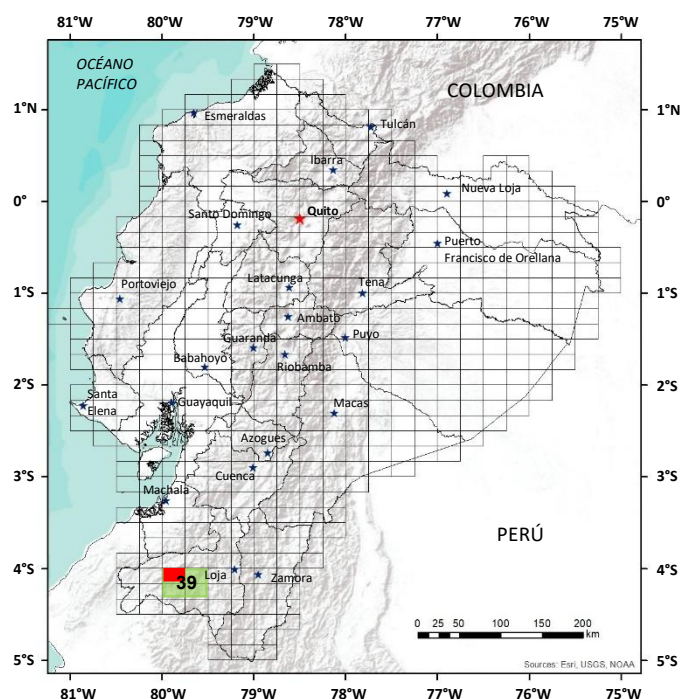 81°W 80°W 79°W 78°W 77°W 76°W 75°W
OCÉANO
PACÍFICO
COLOMBIA
1°N 1°N
Esmeraldas
Tulcán
Ibarra
Nueva Loja
0° 0°
Santo Domingo
Quito
Puerto
Francisco de Orellana
Latacunga
Tena
Portoviejo
1°S 1°S
Ambato
Guaranda
Puyo
Babahoyo
Riobamba
2°S 2°S
Santa
Elena
Guayaquil
Macas
Azogues
3°S 3°S
Cuenca
Machala
PERÚ
4°S 4°S
39
Loja
Zamora
0 25 50 100 150 200
km
5°S 5°S
Sources: Esri, USGS, NOAA
81°W 80°W 79°W 78°W 77°W 76°W 75°W